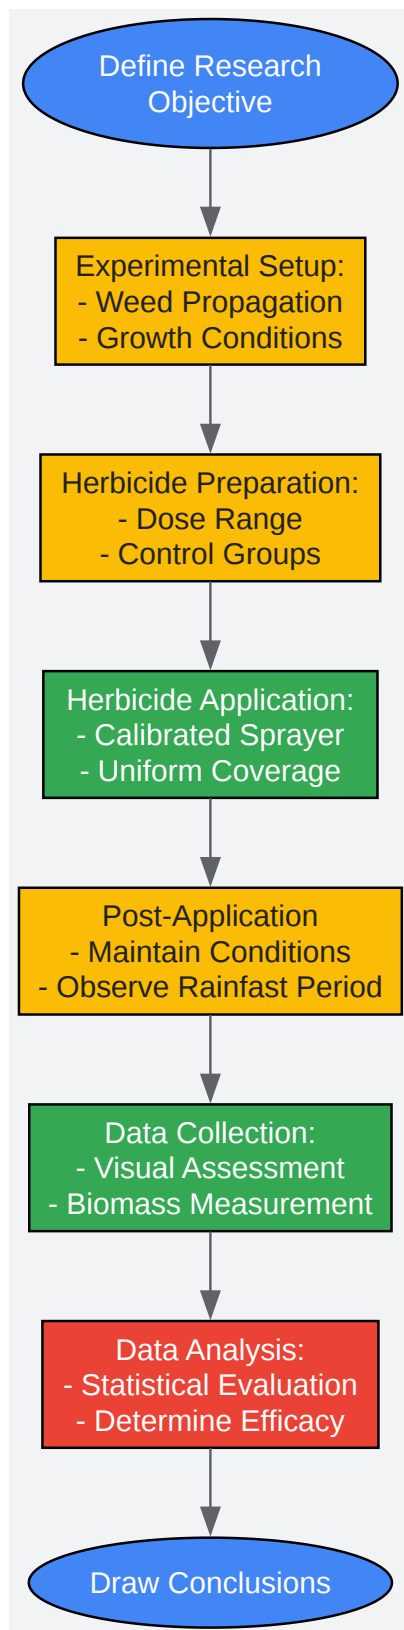 Define Research
Objective
Experimental Setup:
- Weed Propagation
- Growth Conditions
Herbicide Preparation:
- Dose Range
- Control Groups
Herbicide Application:
- Calibrated Sprayer
- Uniform Coverage
Post-Application
- Maintain Conditions
- Observe Rainfast Period
Data Collection:
- Visual Assessment
- Biomass Measurement
Data Analysis:
- Statistical Evaluation
- Determine Efficacy
Draw Conclusions